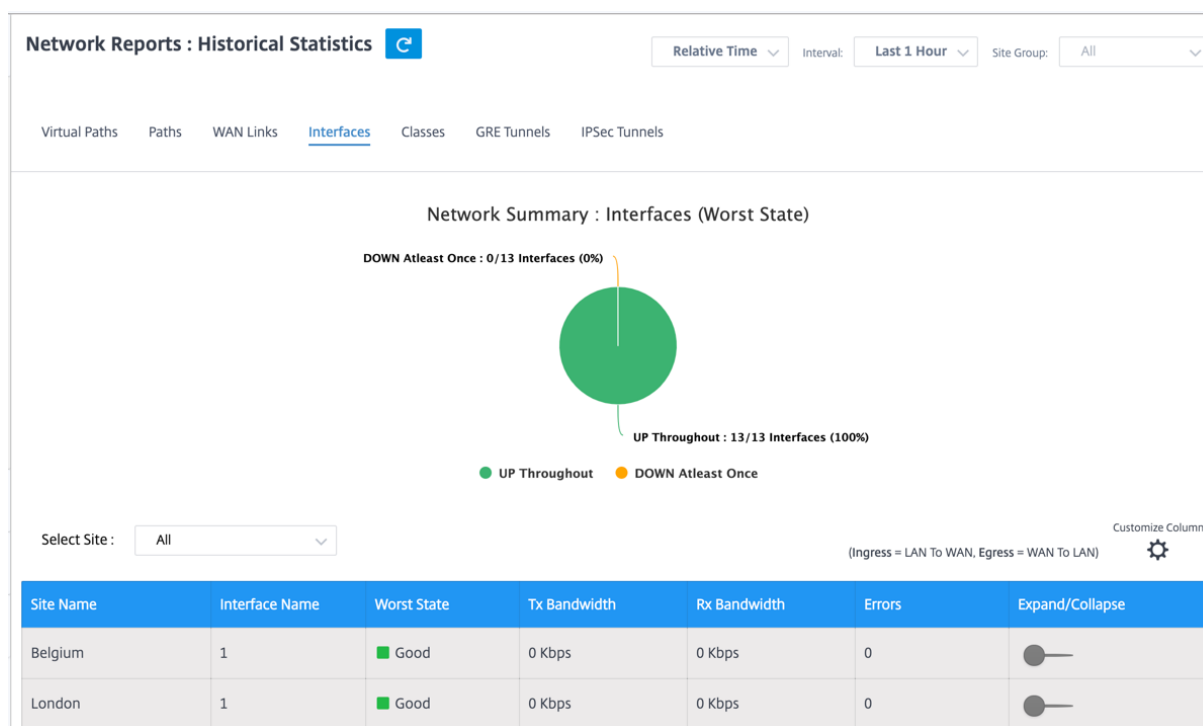 Network Reports : Historical Statistics
Relative Time Interval: Last 1 Hour Site Group: All
Virtual Paths Paths WAN Links Interfaces Classes GRE Tunnels IPSec Tunnels
Network Summary : Interfaces (Worst State)
DOWN Atleast Once : 0/13 Interfaces (0%)
UP Throughout : 13/13 Interfaces (100%)
UP Throughout DOWN Atleast Once
Customize Column
Select Site : All (Ingress = LAN To WAN, Egress = WAN To LAN)
Site Name Interface Name Worst State Tx Bandwidth Rx Bandwidth Errors Expand/Collapse
Belgium 1 Good 0 Kbps 0 Kbps 0
London 1 Good 0 Kbps 0 Kbps 0